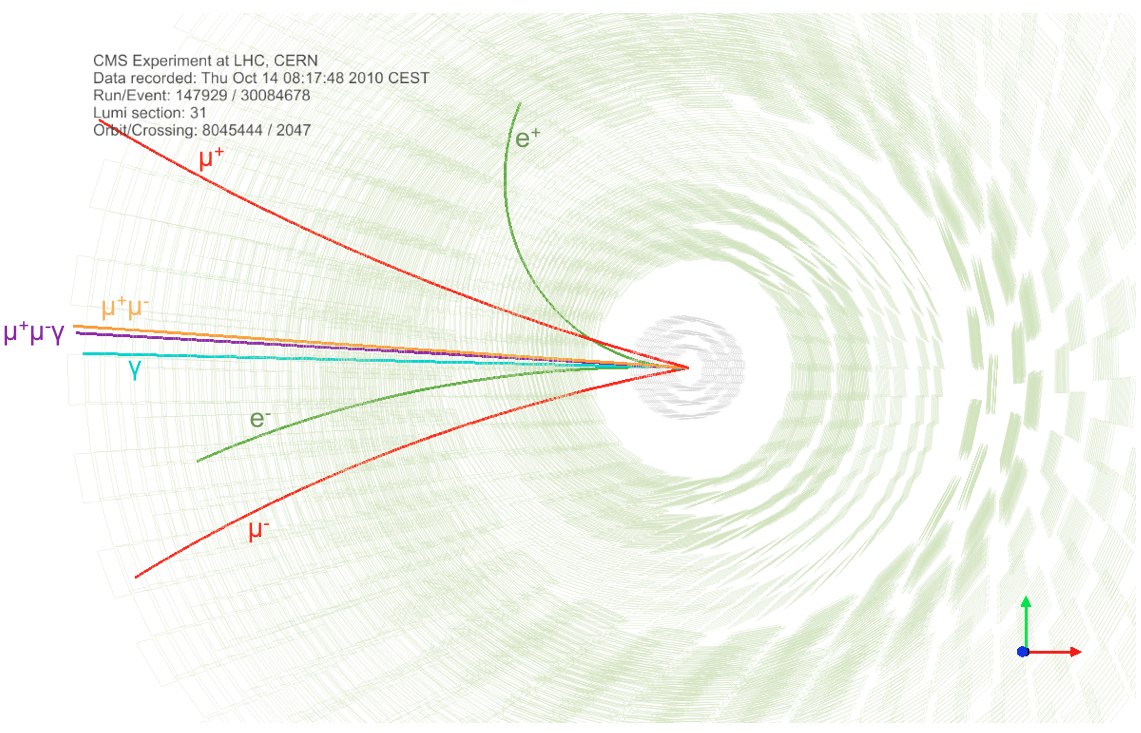 CMS Experiment at LHC, CERN
Data recorded: Thu Oct 14 08:17:48 2010 CEST
Run/Event: 147929 / 30084678
Lumi section: 31
Orbit/Crossing: 8045444 / 2047
e⁺
μ⁺
μ⁺μ⁻
μ⁺μ⁻γ
γ
e⁻
μ⁻